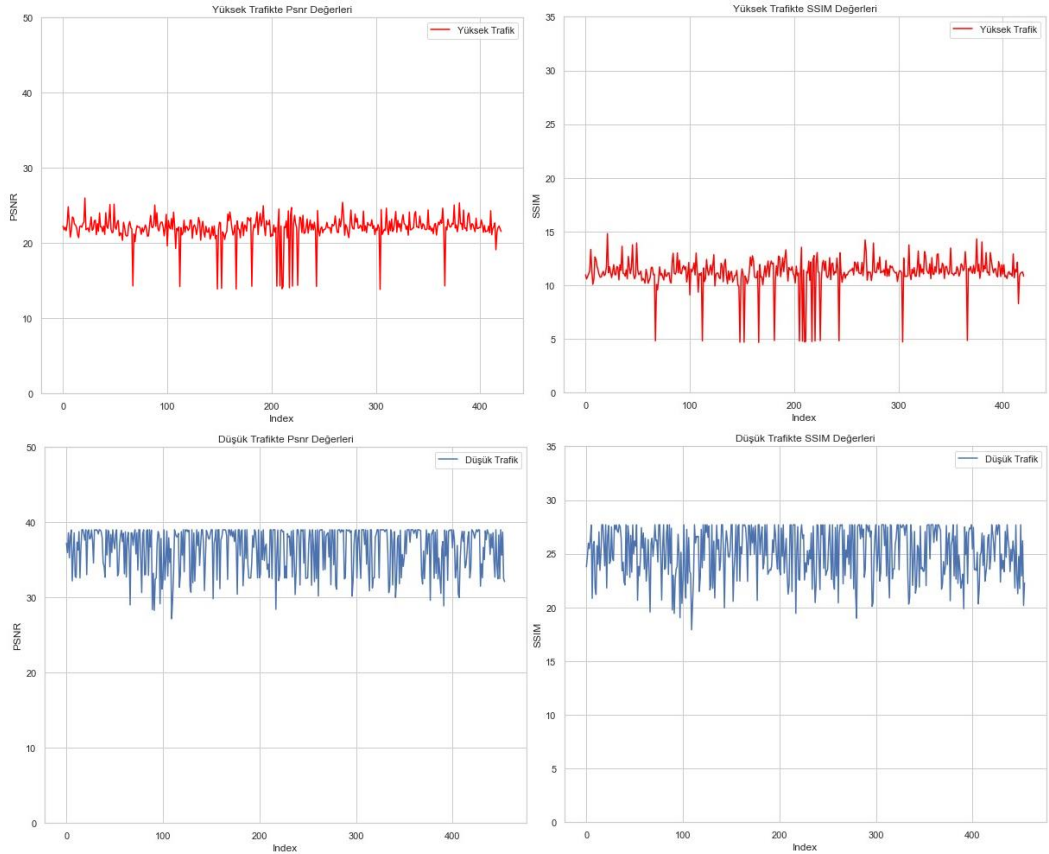 Yüksek Trafikte Psnr Değerleri
50
Yüksek Trafik
40
30
PSNR
20
10
0
0 100 200 300 400
Index
Yüksek Trafikte SSIM Değerleri
35
Yüksek Trafik
30
25
20
SSIM
15
10
5
0
0 100 200 300 400
Index
Düşük Trafikte Psnr Değerleri
50
Düşük Trafik
40
30
PSNR
20
10
0
0 100 200 300 400
Index
Düşük Trafikte SSIM Değerleri
35
Düşük Trafik
30
25
20
SSIM
15
10
5
0
0 100 200 300 400
Index